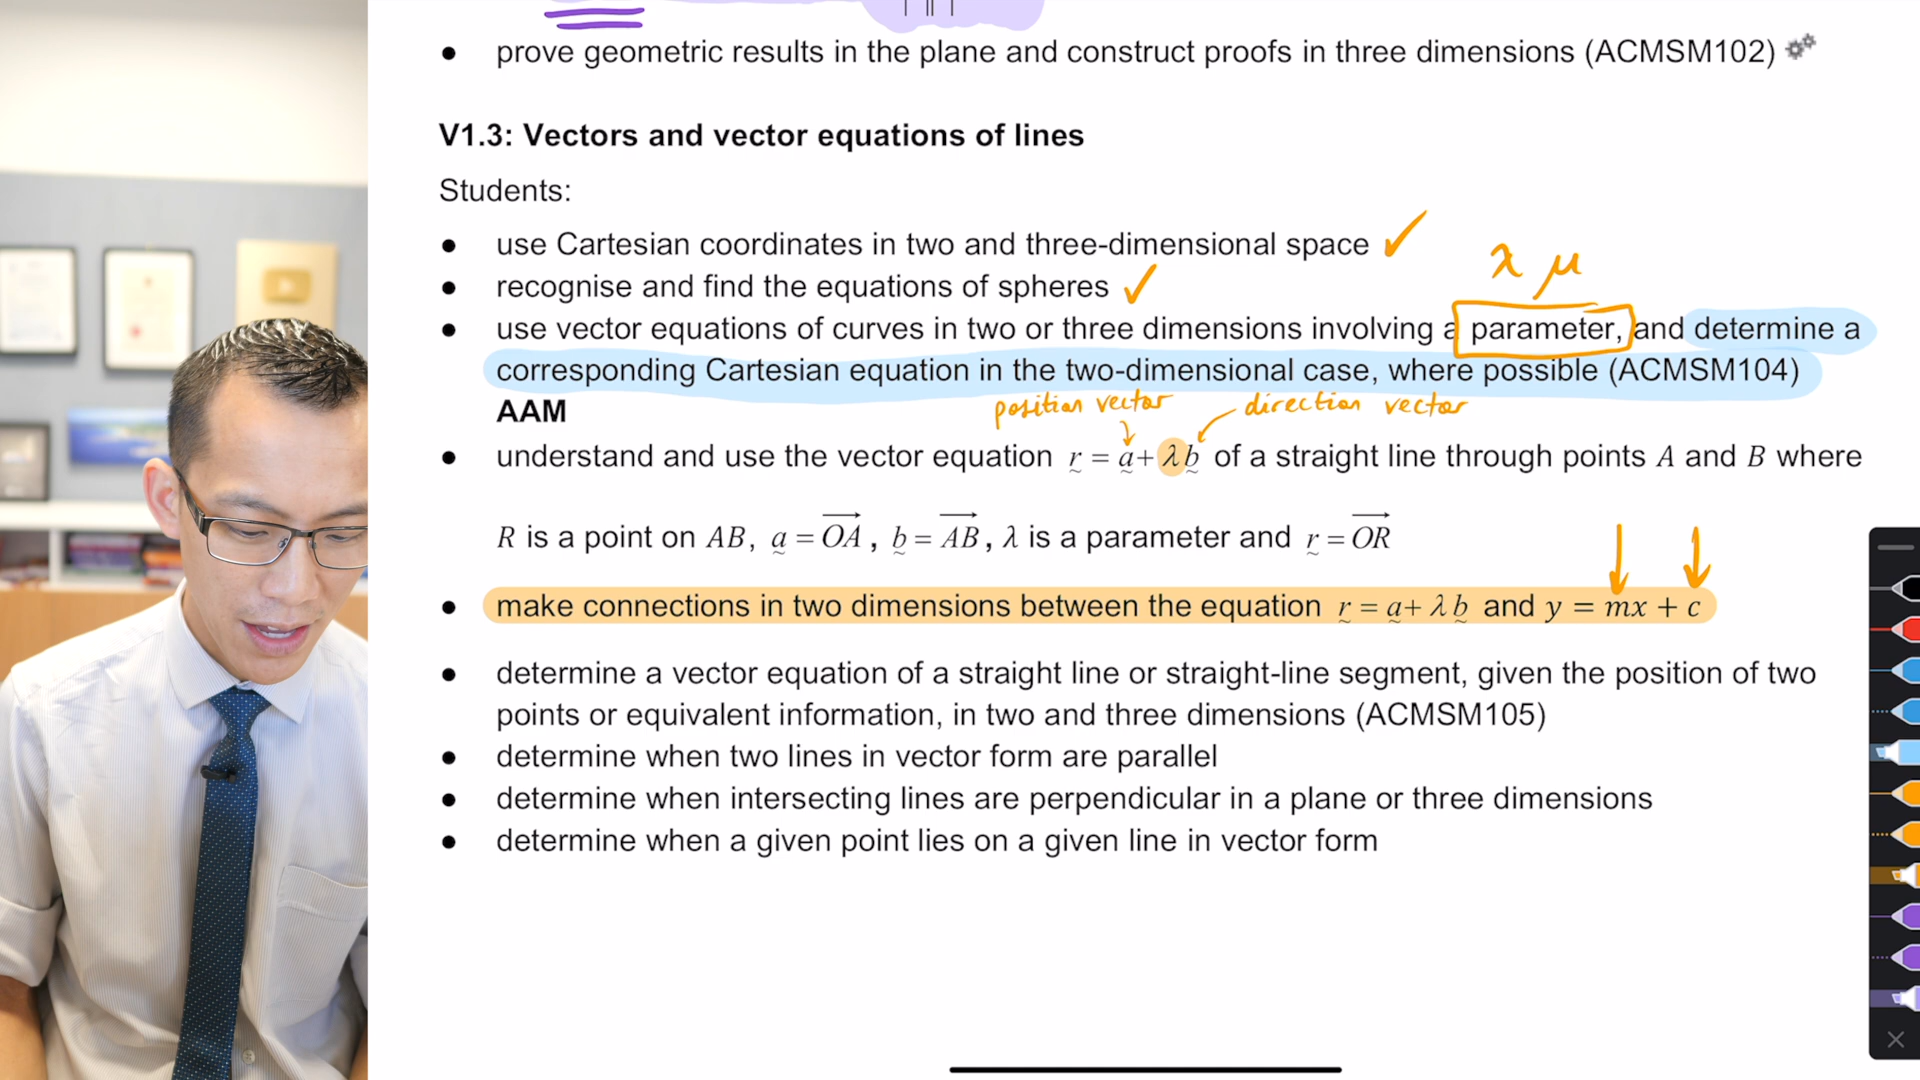 • prove geometric results in the plane and construct proofs in three dimensions (ACMSM102)
V1.3: Vectors and vector equations of lines
Students:
• use Cartesian coordinates in two and three-dimensional space ✓
λ μ
• recognise and find the equations of spheres ✓
• use vector equations of curves in two or three dimensions involving a parameter, and determine a
corresponding Cartesian equation in the two-dimensional case, where possible (ACMSM104)
AAM
position vector direction vector
• understand and use the vector equation r = a + λb of a straight line through points A and B where
R is a point on AB, a = OA, b = AB, λ is a parameter and r = OR
• make connections in two dimensions between the equation r = a + λb and y = mx + c
• determine a vector equation of a straight line or straight-line segment, given the position of two
points or equivalent information, in two and three dimensions (ACMSM105)
• determine when two lines in vector form are parallel
• determine when intersecting lines are perpendicular in a plane or three dimensions
• determine when a given point lies on a given line in vector form